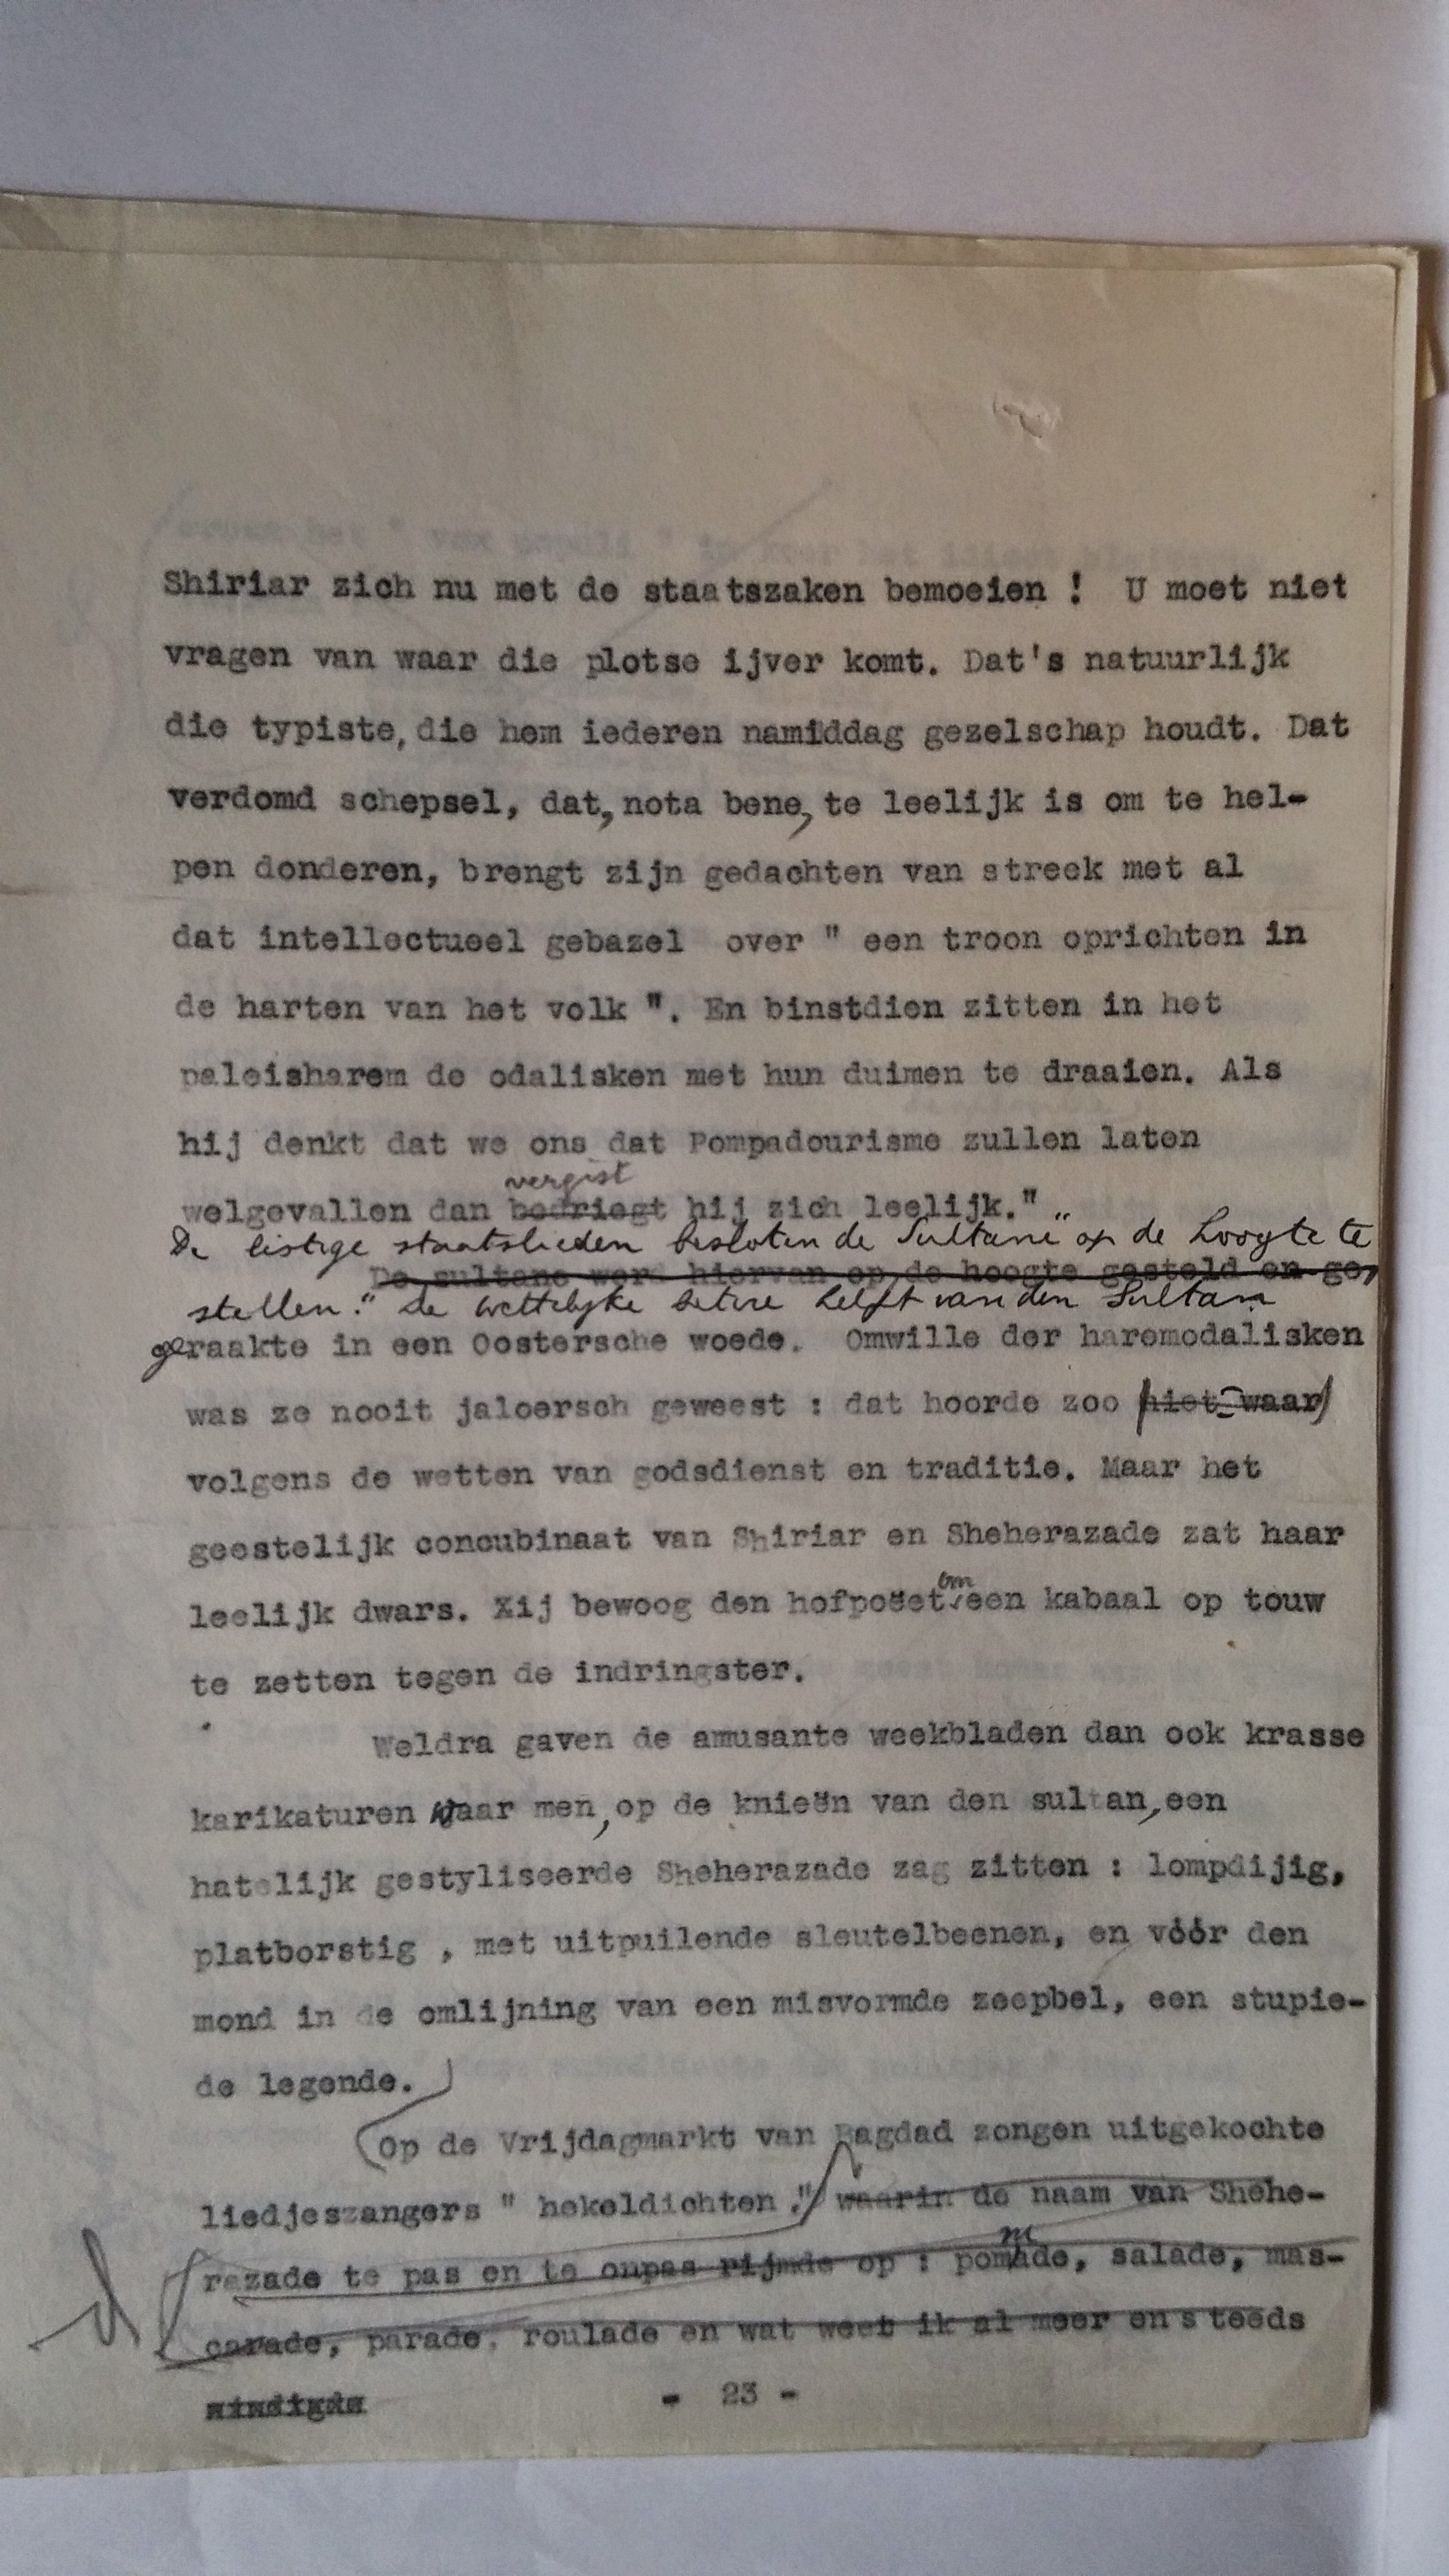 Shiriar zich nu met de staatszaken bemoeien ! U moet niet
vragen van waar die plotse ijver komt. Dat's natuurlijk
die typiste, die hem iederen namiddag gezelschap houdt. Dat
verdomd schepsel, dat, nota bene, te leelijk is om te hel-
pen donderen, brengt zijn gedachten van streek met al
dat intellectueel gebazel over " een troon oprichten in
de harten van het volk ". En binstdien zitten in het
paleisharem de odalisken met hun duimen te draaien. Als
hij denkt dat we ons dat Pompadourisme zullen laten
vergist
welgevallen dan bedriegt hij zich leelijk."
De listige staatslieden besloten de "Sultane" op de hoogte te
De sultane werd hiervan op de hoogte gesteld en ge,
stellen." De wettelyke betere helft van den Sultan
geraakte in een Oostersche woede. Omwille der haremodalisken
was ze nooit jaloersch geweest : dat hoorde zoo niet waar
volgens de wetten van godsdienst en traditie. Maar het
geestelijk concubinaat van Shiriar en Sheherazade zat haar
om
leelijk dwars. Zij bewoog den hofpoëet een kabaal op touw
te zetten tegen de indringster.
Weldra gaven de amusante weekbladen dan ook krasse
karikaturen waar men, op de knieën van den sultan, een
hatelijk gestyliseerde Sheherazade zag zitten : lompdijig,
platborstig , met uitpuilende sleutelbeenen, en vóór den
mond in de omlijning van een misvormde zeepbel, een stupie-
de legende.
Op de Vrijdagmarkt van Bagdad zongen uitgekochte
liedjeszangers " hekeldichten ." waarin de naam van Shehe-
m
razade te pas en te onpas rijmde op : pomade, salade, mas-
carade, parade, roulade en wat weet ik al meer en steeds
- 23 -